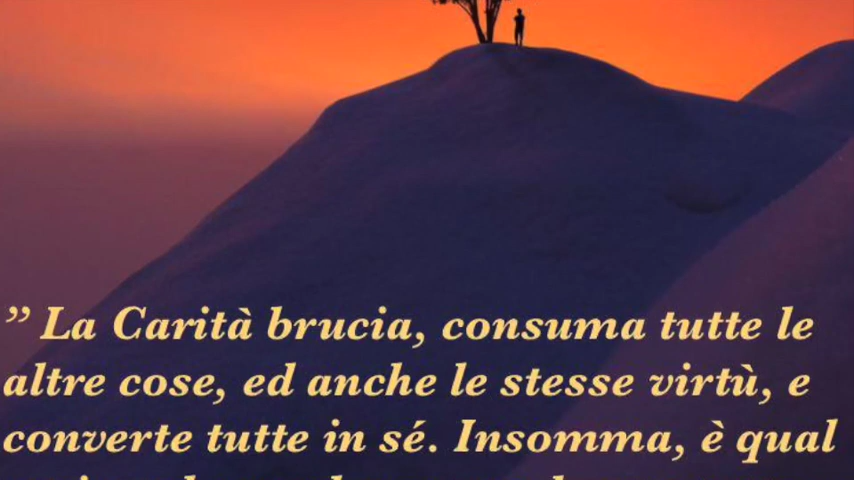 ” La Carità brucia, consuma tutte le
altre cose, ed anche le stesse virtù, e
converte tutte in sé. Insomma, è qual